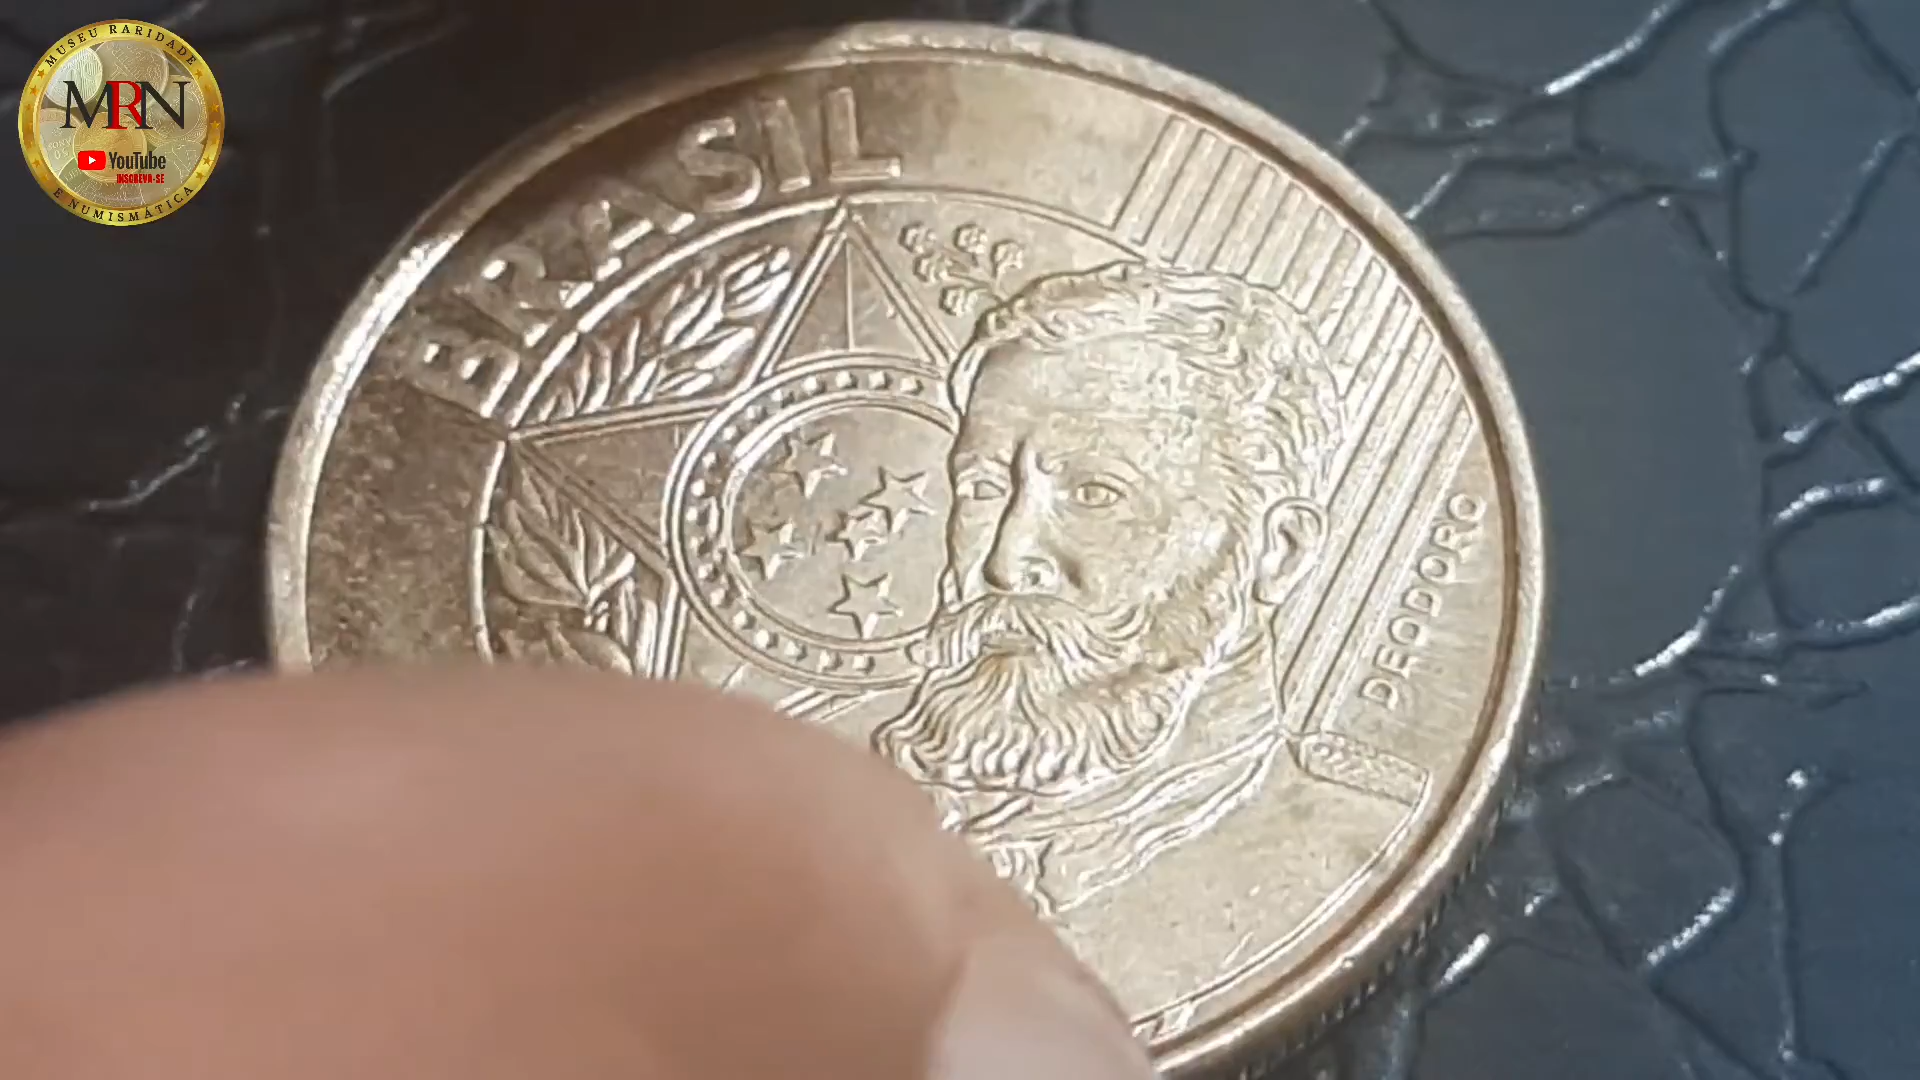 MUSEU RARIDADE
MRN
YouTube
INSCREVA-SE
E NUMISMÁTICA
BRASIL
DEODORO